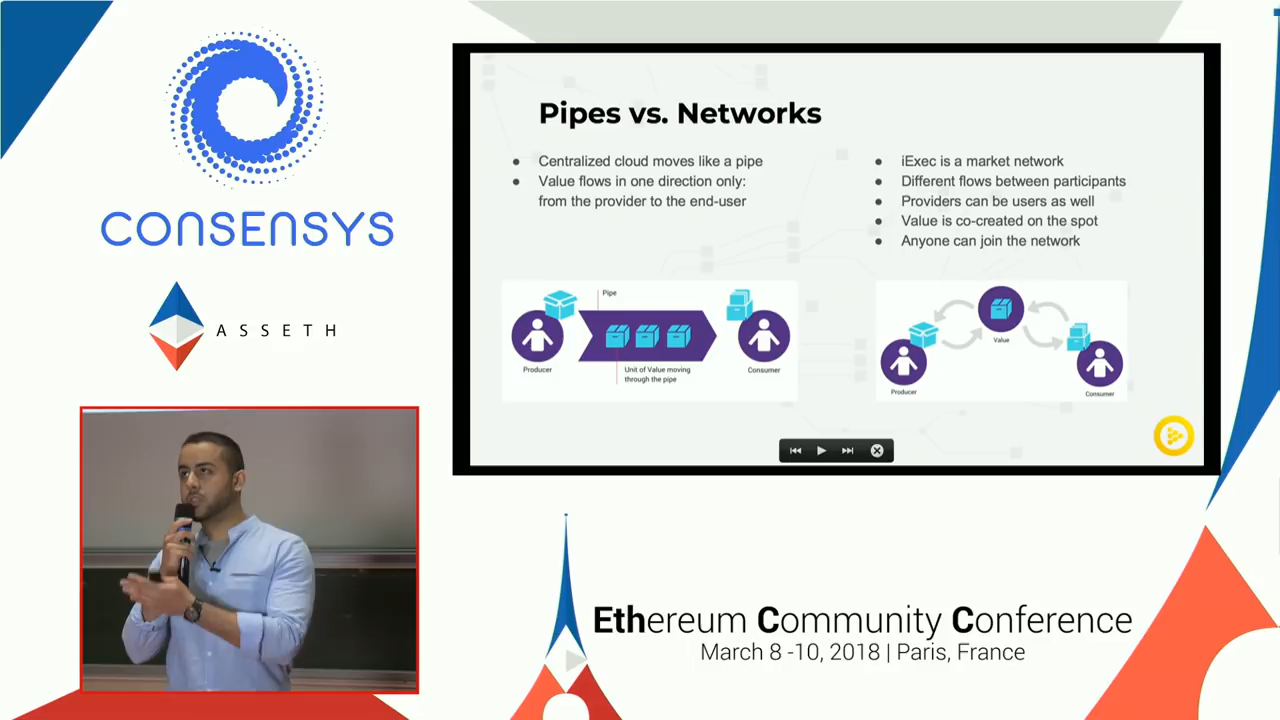 CONSENSYS
ASSETH
Pipes vs. Networks
Centralized cloud moves like a pipe
Value flows in one direction only:
from the provider to the end-user
iExec is a market network
Different flows between participants
Providers can be users as well
Value is co-created on the spot
Anyone can join the network
Pipe
Producer
Unit of Value moving
through the pipe
Consumer
Value
Producer
Consumer
Ethereum Community Conference
March 8 -10, 2018 | Paris, France